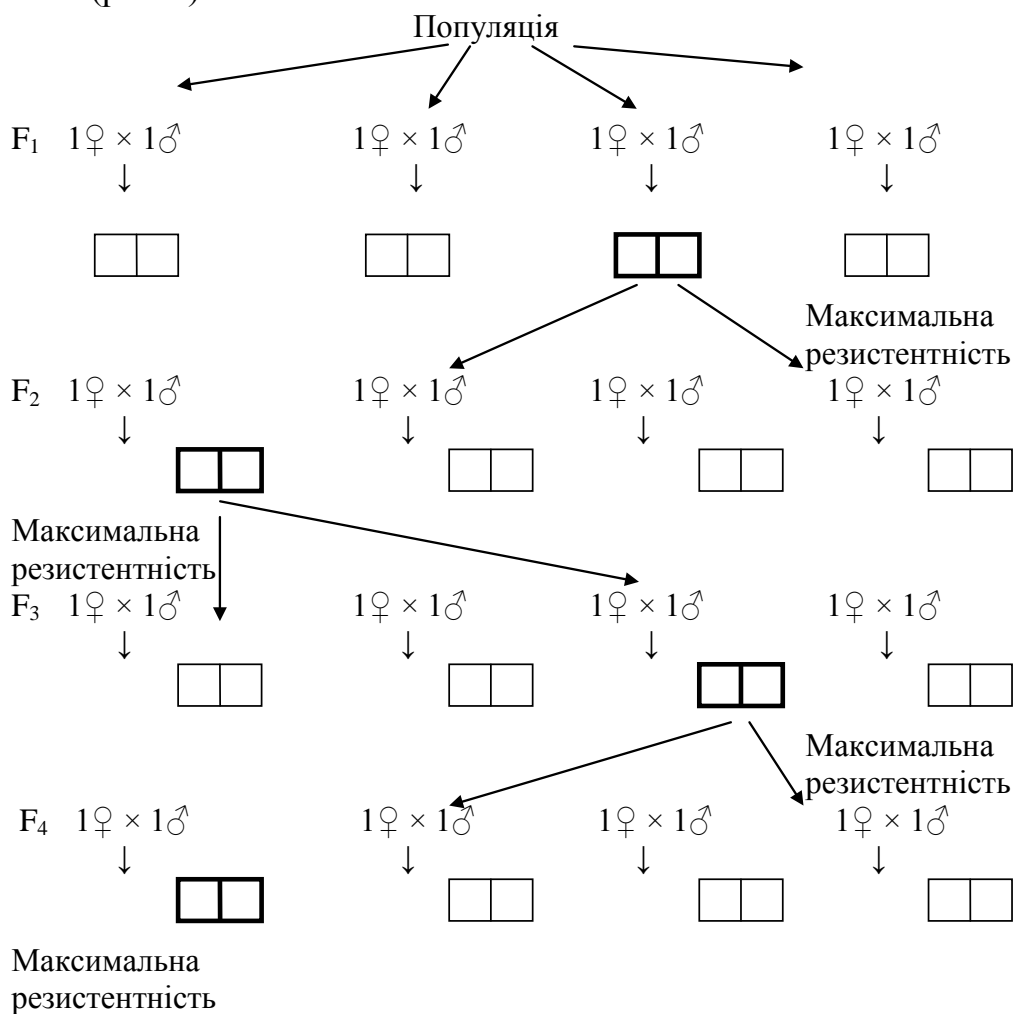 Популяція
F₁ 1♀ × 1♂ 1♀ × 1♂ 1♀ × 1♂ 1♀ × 1♂
Максимальна
резистентність
F₂ 1♀ × 1♂ 1♀ × 1♂ 1♀ × 1♂ 1♀ × 1♂
Максимальна
резистентність
F₃ 1♀ × 1♂ 1♀ × 1♂ 1♀ × 1♂ 1♀ × 1♂
Максимальна
резистентність
F₄ 1♀ × 1♂ 1♀ × 1♂ 1♀ × 1♂ 1♀ × 1♂
Максимальна
резистентність